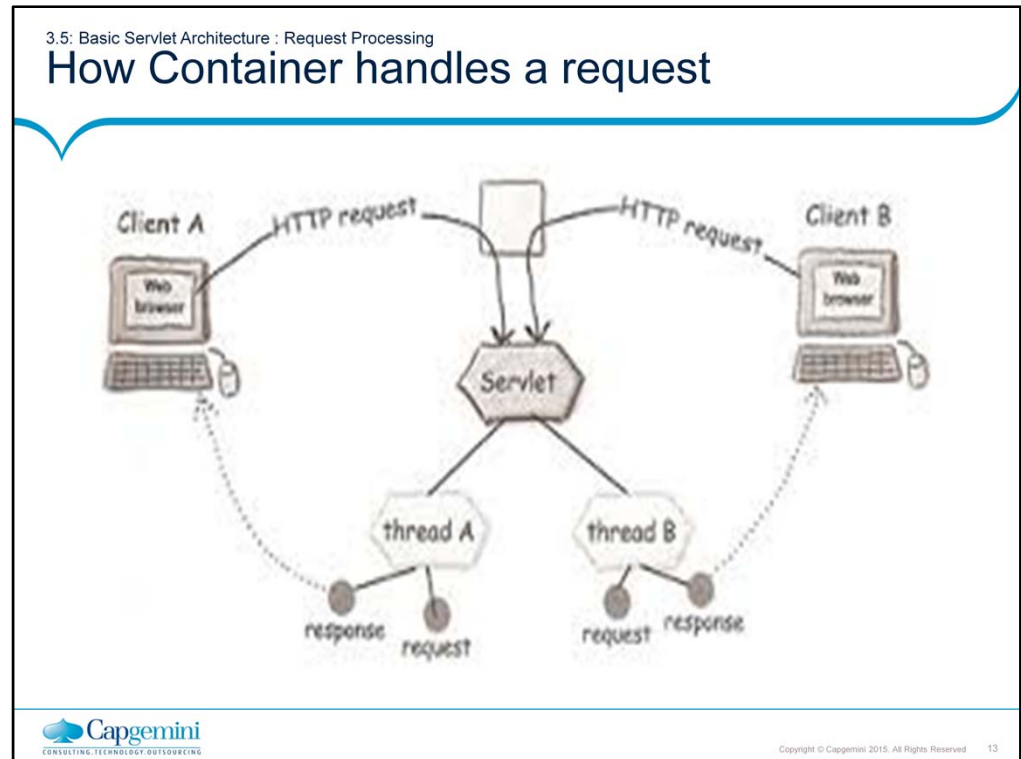 3.5: Basic Servlet Architecture : Request Processing
How Container handles a request
Client A
HTTP request
HTTP request
Client B
Web
browser
Web
browser
Servlet
thread A
thread B
response
request
request
response
Capgemini
CONSULTING.TECHNOLOGY.OUTSOURCING
Copyright © Capgemini 2015. All Rights Reserved 13